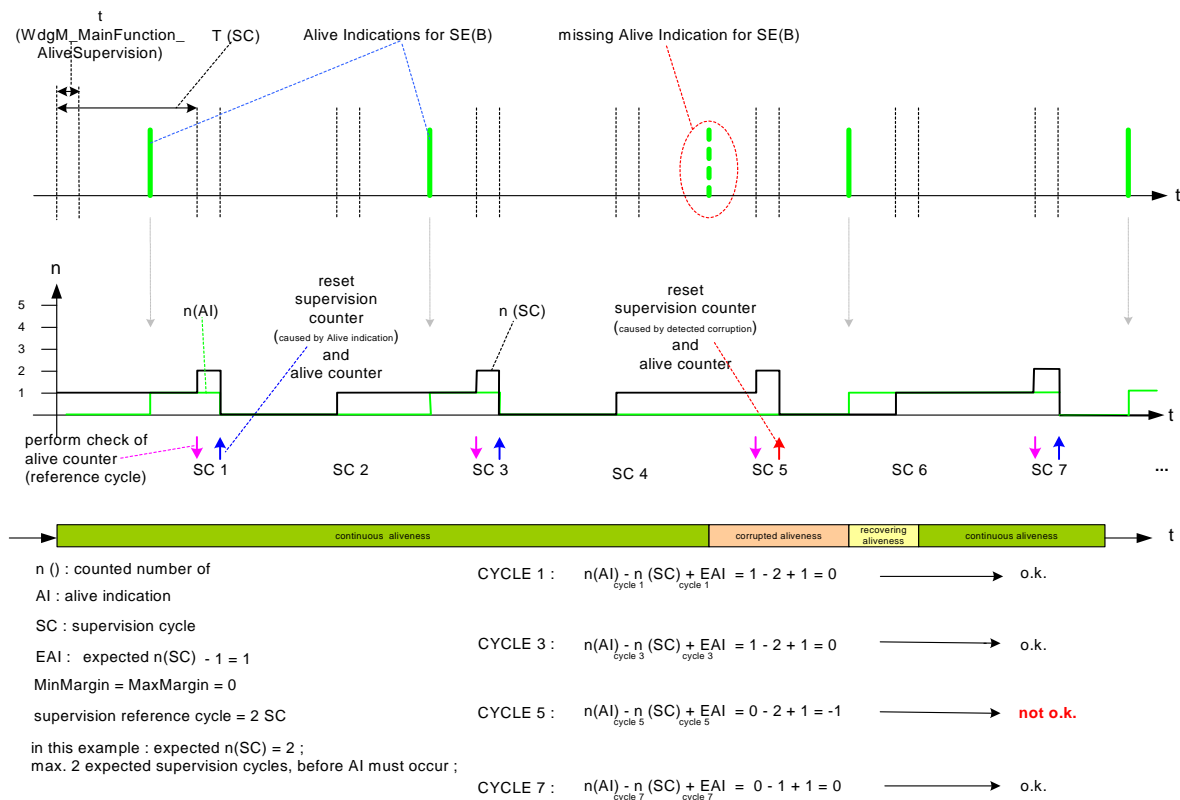 t
(WdgM_MainFunction_
AliveSupervision)
T (SC)
Alive Indications for SE(B)
missing Alive Indication for SE(B)
t
n
5
4
3
2
1
n(AI)
reset
supervision
counter
(caused by Alive indication)
and
alive counter
n (SC)
reset
supervision counter
(caused by detected corruption)
and
alive counter
t
perform check of
alive counter
(reference cycle)
SC 1
SC 2
SC 3
SC 4
SC 5
SC 6
SC 7
...
continuous aliveness
corrupted aliveness
recovering
aliveness
continuous aliveness
t
n () : counted number of
AI : alive indication
SC : supervision cycle
EAI : expected n(SC) - 1 = 1
MinMargin = MaxMargin = 0
supervision reference cycle = 2 SC
in this example : expected n(SC) = 2 ;
max. 2 expected supervision cycles, before AI must occur ;
CYCLE 1 : n(AI) - n (SC) + EAI = 1 - 2 + 1 = 0 o.k.
cycle 1 cycle 1
CYCLE 3 : n(AI) - n (SC) + EAI = 1 - 2 + 1 = 0 o.k.
cycle 3 cycle 3
CYCLE 5 : n(AI) - n (SC) + EAI = 0 - 2 + 1 = -1 not o.k.
cycle 5 cycle 5
CYCLE 7 : n(AI) - n (SC) + EAI = 0 - 1 + 1 = 0 o.k.
cycle 7 cycle 7